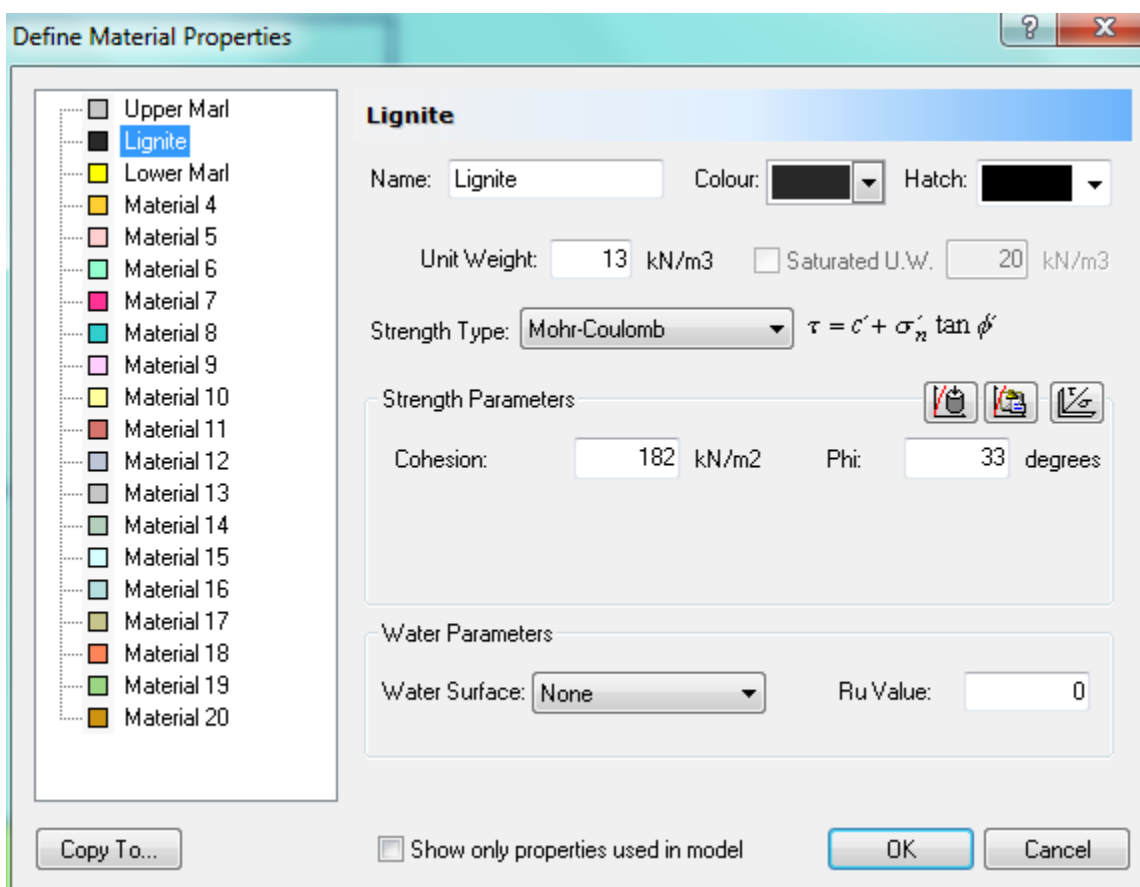 Define Material Properties
Upper Marl
Lignite
Lower Marl
Material 4
Material 5
Material 6
Material 7
Material 8
Material 9
Material 10
Material 11
Material 12
Material 13
Material 14
Material 15
Material 16
Material 17
Material 18
Material 19
Material 20
Lignite
Name: Lignite Colour: Hatch:
Unit Weight: 13 kN/m3 Saturated U.W. 20 kN/m3
Strength Type: Mohr-Coulomb τ = c′ + σ′n tan ϕ′
Strength Parameters
Cohesion: 182 kN/m2 Phi: 33 degrees
Water Parameters
Water Surface: None Ru Value: 0
Copy To... Show only properties used in model OK Cancel